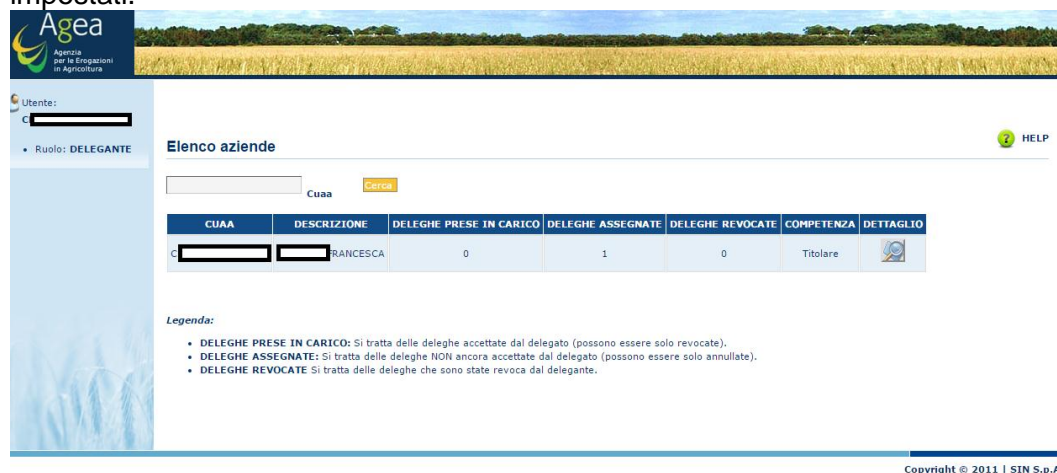 impostati.
Agea
Agenzia
per le Erogazioni
in Agricoltura
Utente:
C
• Ruolo: DELEGANTE
HELP
Elenco aziende
Cuaa
Cerca
CUAA DESCRIZIONE DELEGHE PRESE IN CARICO DELEGHE ASSEGNATE DELEGHE REVOCATE COMPETENZA DETTAGLIO
C FRANCESCA 0 1 0 Titolare
Legenda:
• DELEGHE PRESE IN CARICO: Si tratta delle deleghe accettate dal delegato (possono essere solo revocate).
• DELEGHE ASSEGNATE: Si tratta delle deleghe NON ancora accettate dal delegato (possono essere solo annullate).
• DELEGHE REVOCATE Si tratta delle deleghe che sono state revoca dal delegante.
Copyright © 2011 | SIN S.p.A